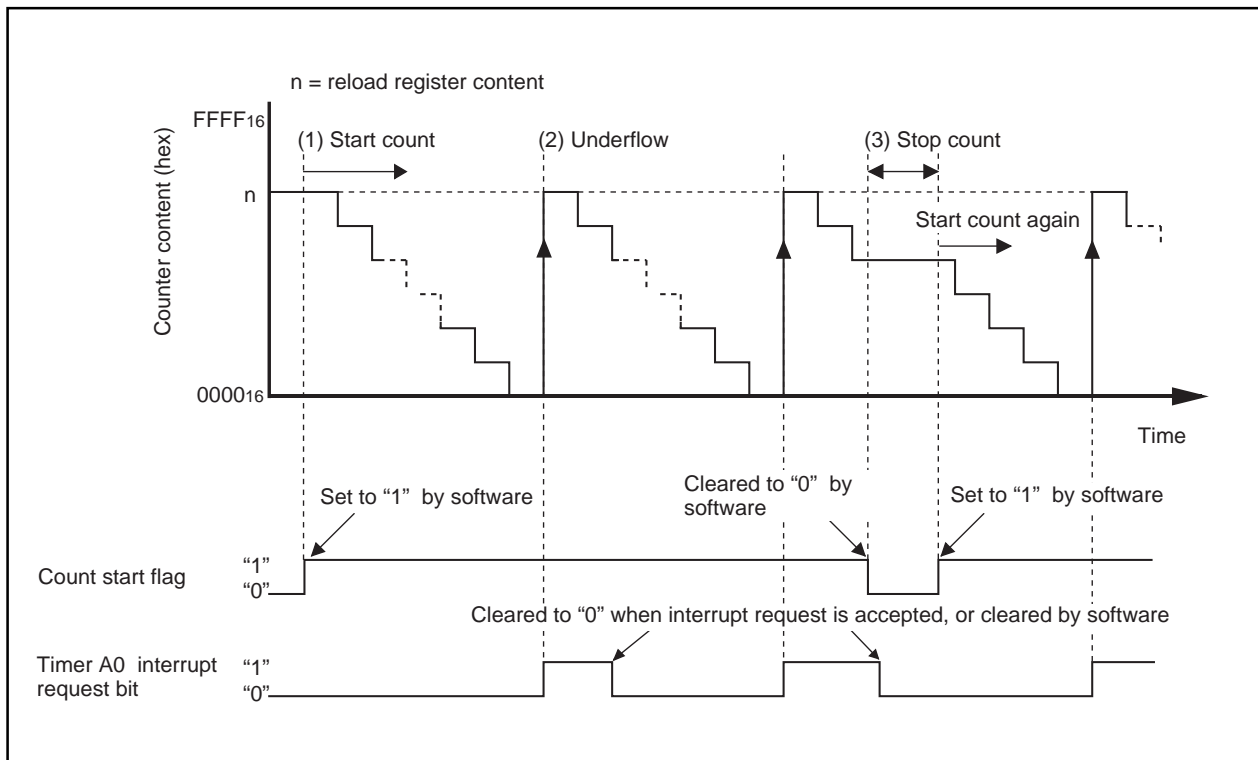 n = reload register content
FFFF16
Counter content (hex)
(1) Start count
(2) Underflow
(3) Stop count
n
Start count again
000016
Time
Set to “1” by software
Cleared to “0” by
software
Set to “1” by software
Count start flag
“1”
“0”
Cleared to “0” when interrupt request is accepted, or cleared by software
Timer A0 interrupt
request bit
“1”
“0”